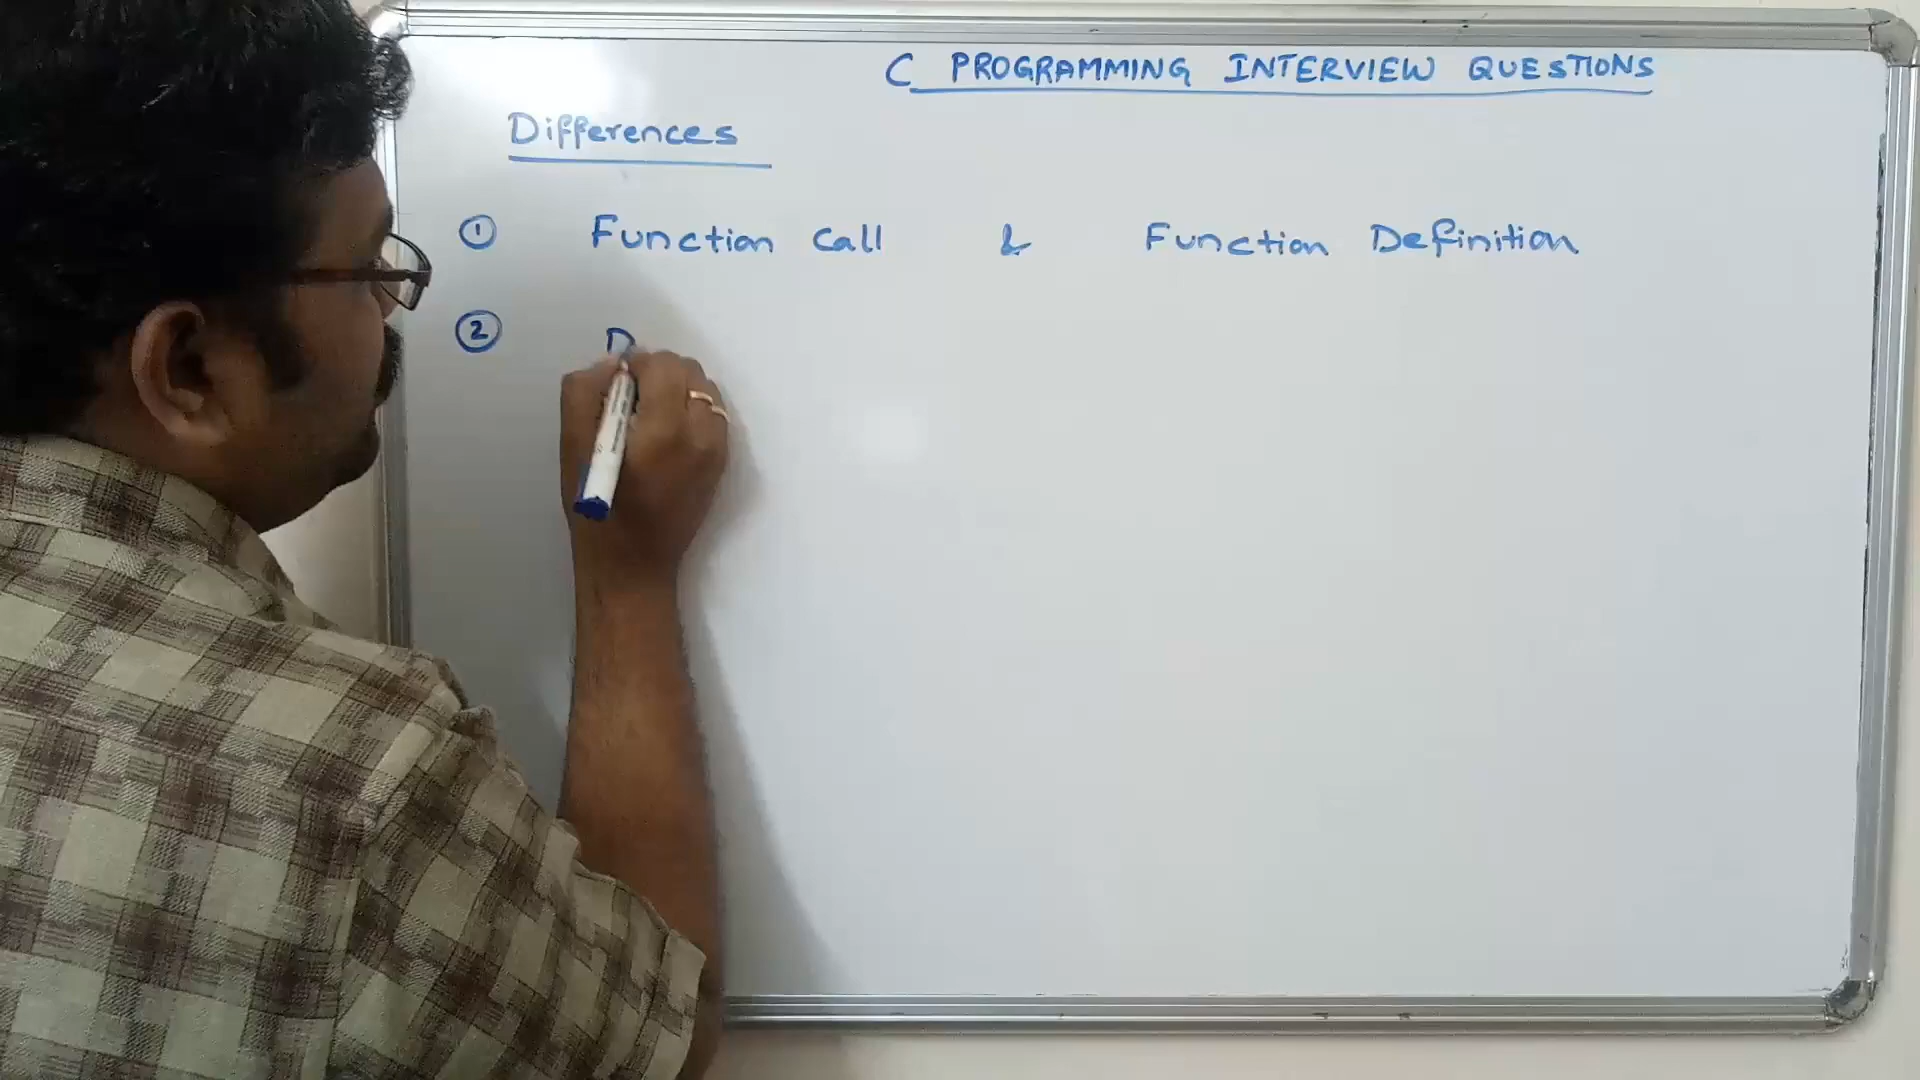 C PROGRAMMING INTERVIEW QUESTIONS
Differences
① Function Call & Function Definition
② D